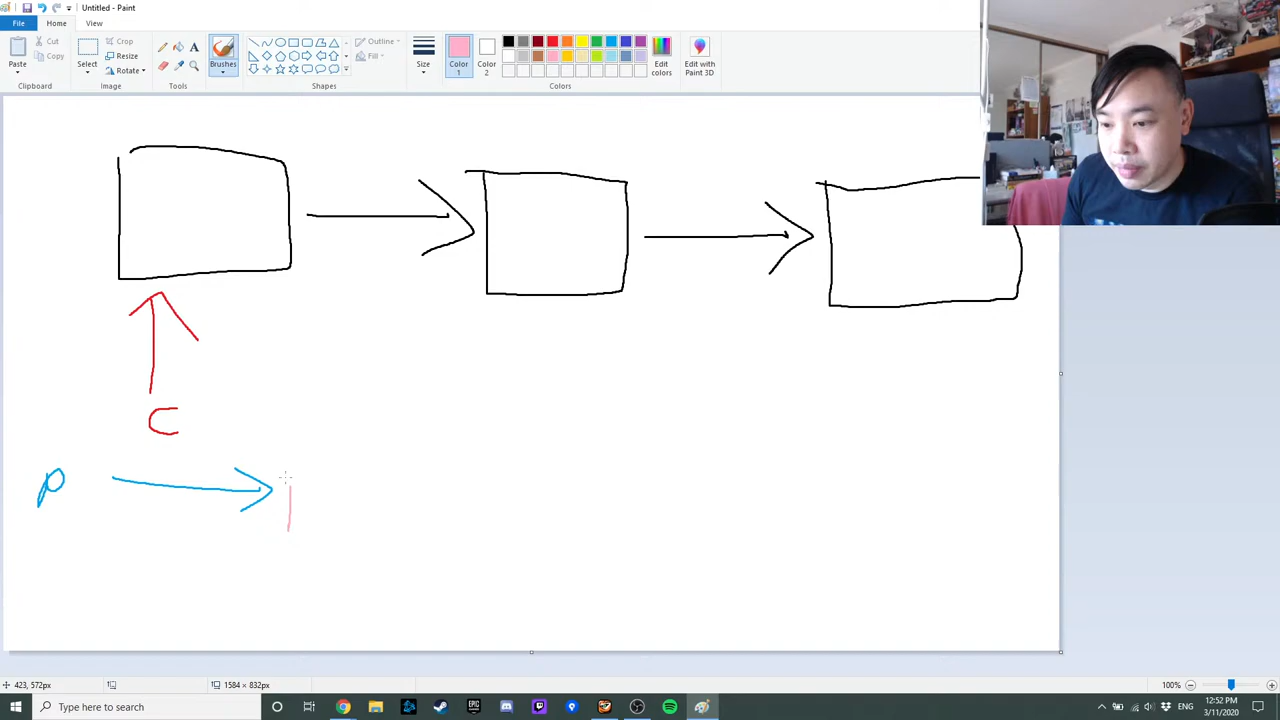 Untitled - Paint
File Home View
Paste
Cut
Copy
Clipboard
Select
Crop
Resize
Rotate
Image
A
Tools
Brushes
Outline
Fill
Shapes
Size
Color 1
Color 2
Edit colors
Edit with Paint 3D
Colors
C
P
423, 572px
1584 × 832px
100%
Type here to search
EPIC
ENG
12:52 PM
3/11/2020